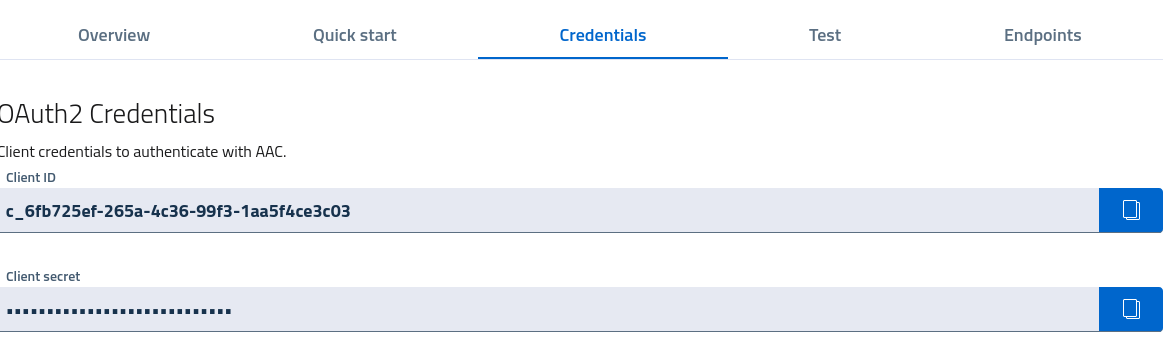 Overview Quick start Credentials Test Endpoints
OAuth2 Credentials
Client credentials to authenticate with AAC.
Client ID
c_6fb725ef-265a-4c36-99f3-1aa5f4ce3c03
Client secret
••••••••••••••••••••••••••••